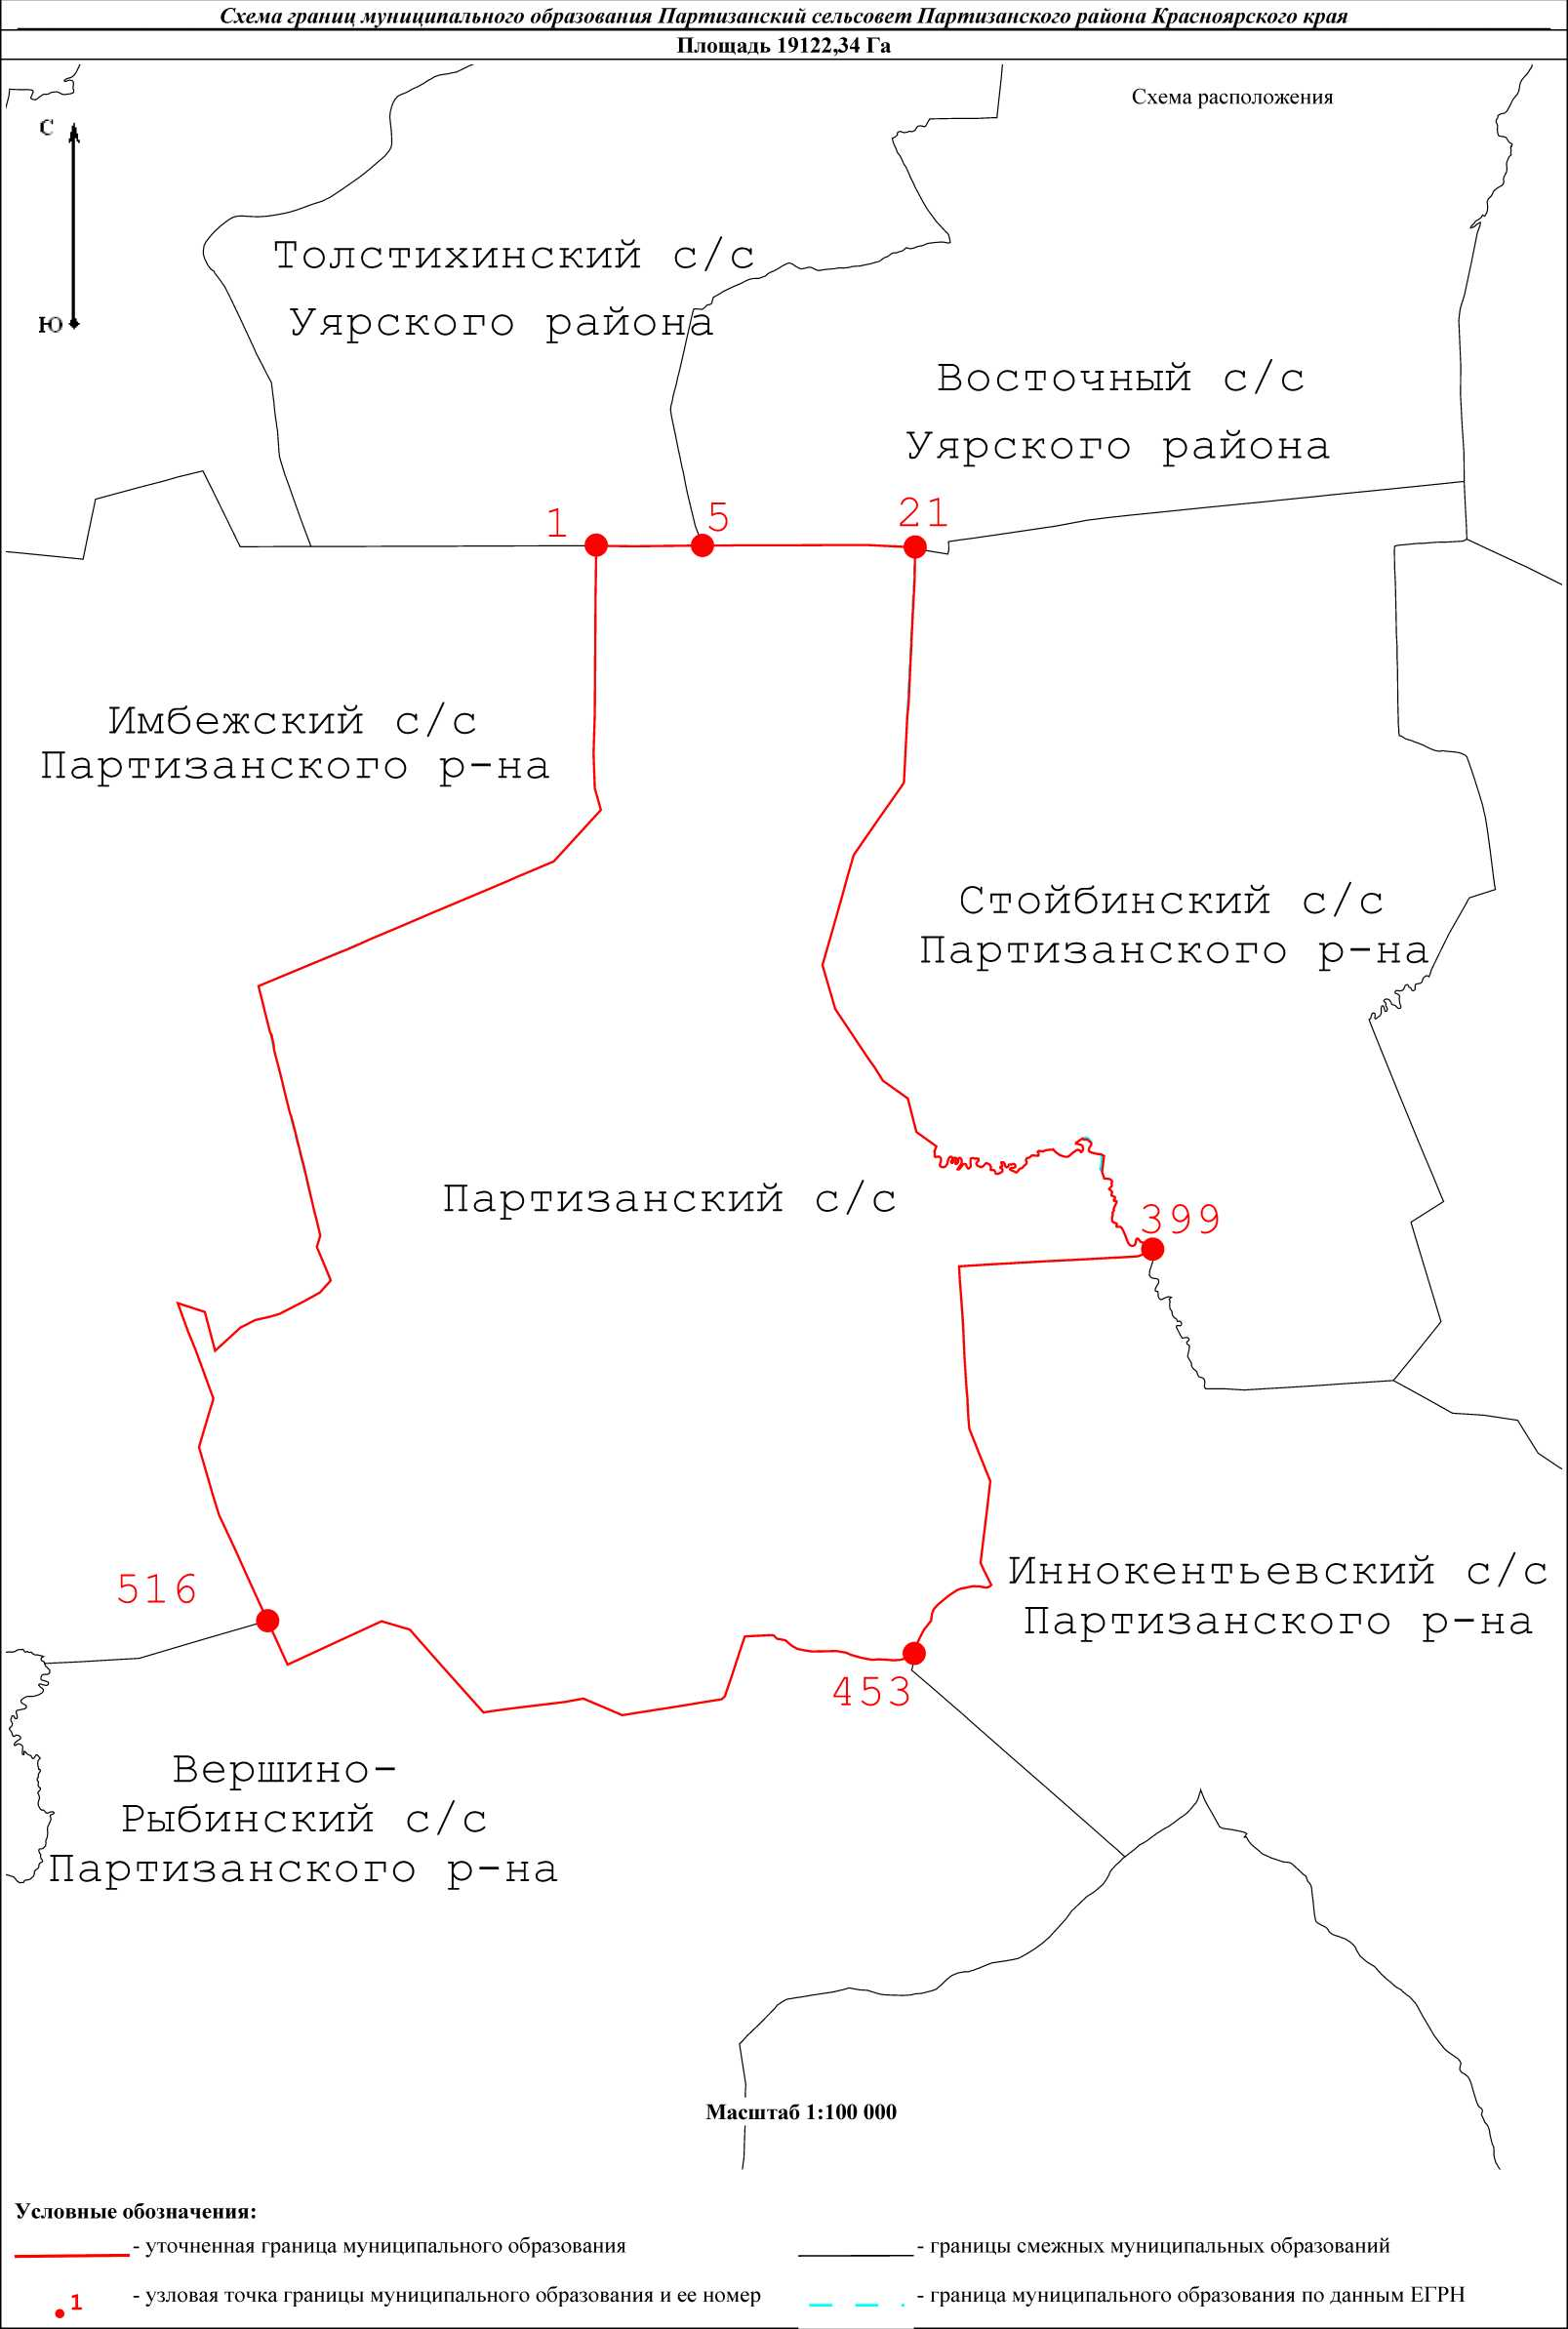 Схема границ муниципального образования Партизанский сельсовет Партизанского района Красноярского края
Площадь 19122,34 Га
Схема расположения
С
Ю
Толстихинский с/с
Уярского района
Восточный с/с
Уярского района
1
5
21
Имбежский с/с
Партизанского р-на
Стойбинский с/с
Партизанского р-на
Партизанский с/с
399
516
Иннокентьевский с/с
Партизанского р-на
453
Вершино-
Рыбинский с/с
Партизанского р-на
Масштаб 1:100 000
Условные обозначения:
- уточненная граница муниципального образования
- границы смежных муниципальных образований
1
- узловая точка границы муниципального образования и ее номер
- граница муниципального образования по данным ЕГРН